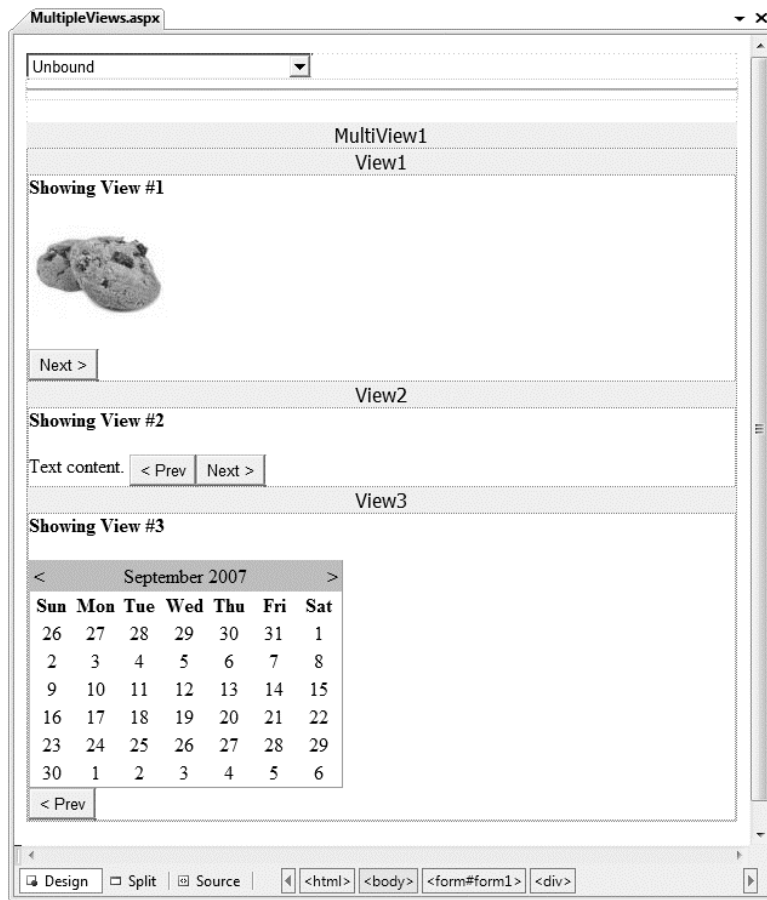 MultipleViews.aspx
Unbound
MultiView1
View1
Showing View #1
Next >
View2
Showing View #2
Text content. < Prev Next >
View3
Showing View #3
< September 2007 >
Sun Mon Tue Wed Thu Fri Sat
26 27 28 29 30 31 1
2 3 4 5 6 7 8
9 10 11 12 13 14 15
16 17 18 19 20 21 22
23 24 25 26 27 28 29
30 1 2 3 4 5 6
< Prev
Design Split Source <html> <body> <form#form1> <div>